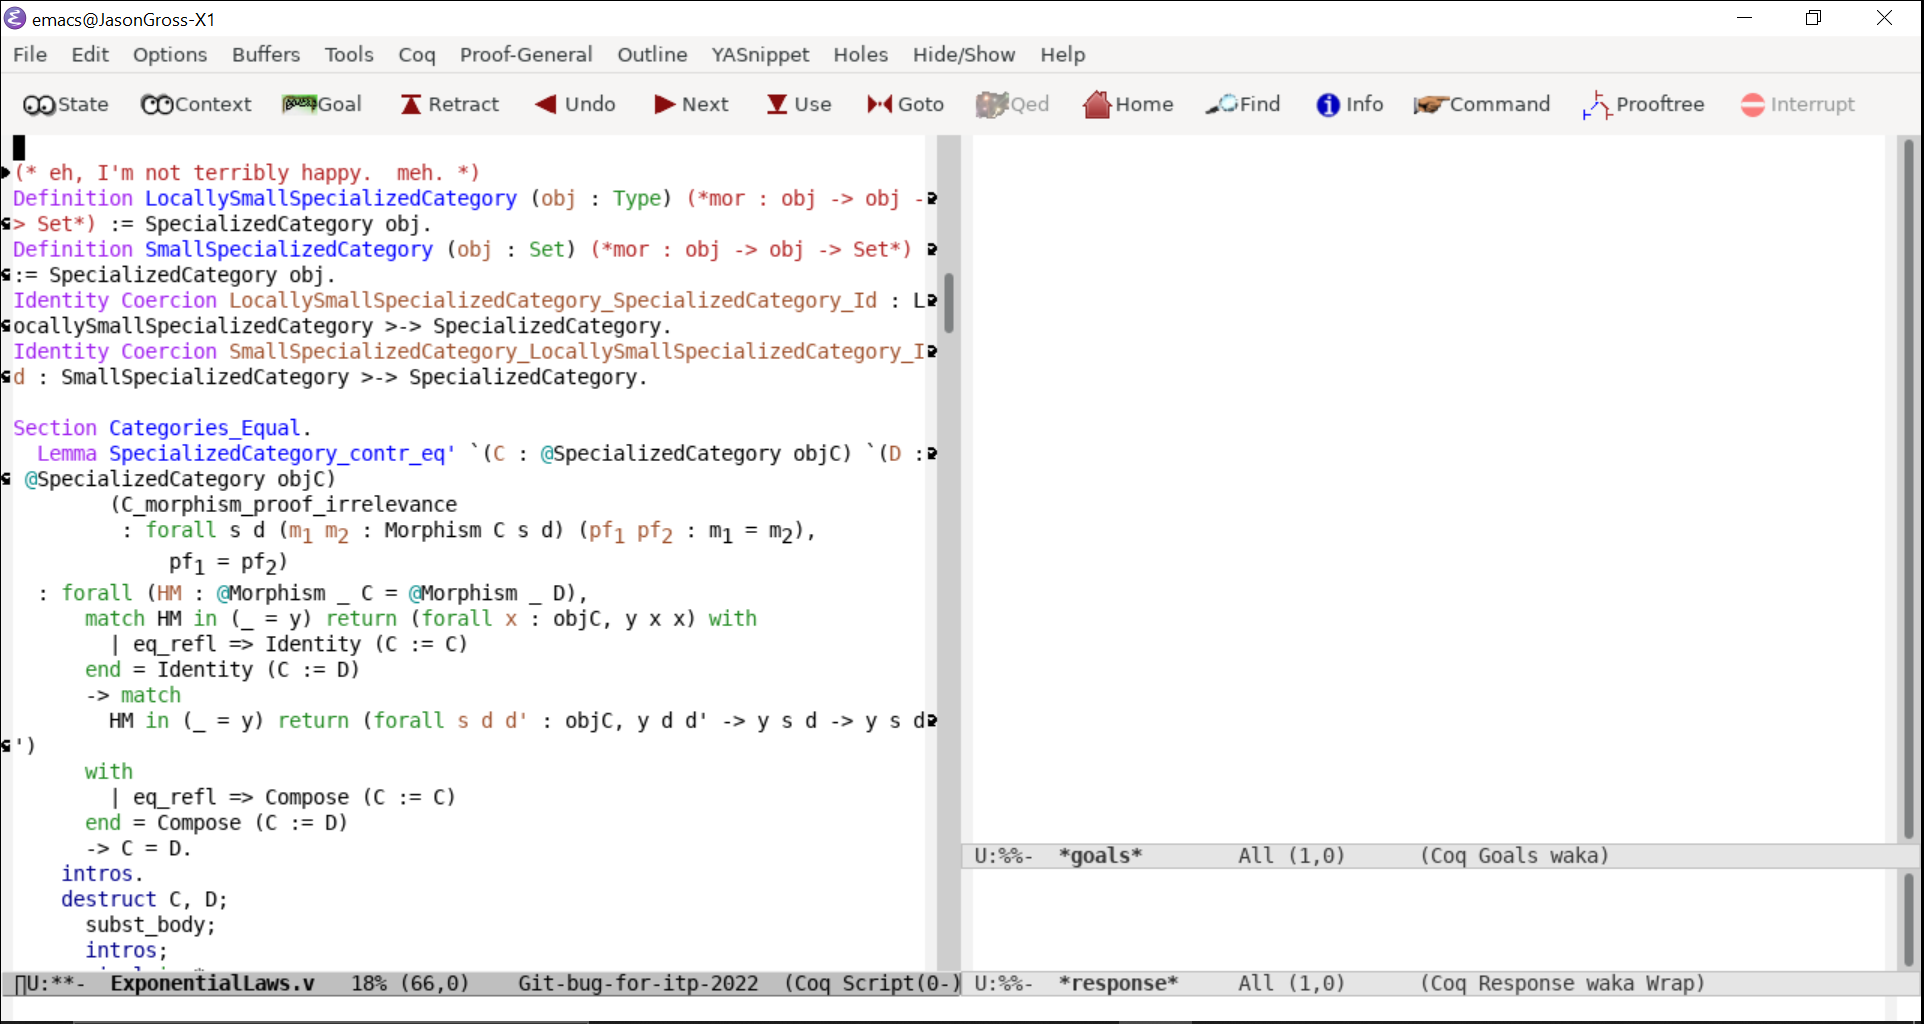 emacs@JasonGross-X1
File Edit Options Buffers Tools Coq Proof-General Outline YASnippet Holes Hide/Show Help
State Context Goal Retract Undo Next Use Goto Qed Home Find Info Command Prooftree Interrupt
(* eh, I'm not terribly happy.  meh. *)
Definition LocallySmallSpecializedCategory (obj : Type) (*mor : obj -> obj -
> Set*) := SpecializedCategory obj.
Definition SmallSpecializedCategory (obj : Set) (*mor : obj -> obj -> Set*)
:= SpecializedCategory obj.
Identity Coercion LocallySmallSpecializedCategory_SpecializedCategory_Id : L
ocallySmallSpecializedCategory >-> SpecializedCategory.
Identity Coercion SmallSpecializedCategory_LocallySmallSpecializedCategory_I
d : SmallSpecializedCategory >-> SpecializedCategory.
Section Categories_Equal.
Lemma SpecializedCategory_contr_eq' `(C : @SpecializedCategory objC) `(D :
@SpecializedCategory objC)
(C_morphism_proof_irrelevance
: forall s d (m₁ m₂ : Morphism C s d) (pf₁ pf₂ : m₁ = m₂),
pf₁ = pf₂)
: forall (HM : @Morphism _ C = @Morphism _ D),
match HM in (_ = y) return (forall x : objC, y x x) with
| eq_refl => Identity (C := C)
end = Identity (C := D)
-> match
HM in (_ = y) return (forall s d d' : objC, y d d' -> y s d -> y s d
')
with
| eq_refl => Compose (C := C)
end = Compose (C := D)
-> C = D.
intros.
destruct C, D;
subst_body;
intros;
U:**-  ExponentialLaws.v   18% (66,0)    Git-bug-for-itp-2022  (Coq Script(0-)
U:%%-  *goals*        All (1,0)      (Coq Goals waka)
U:%%-  *response*     All (1,0)      (Coq Response waka Wrap)